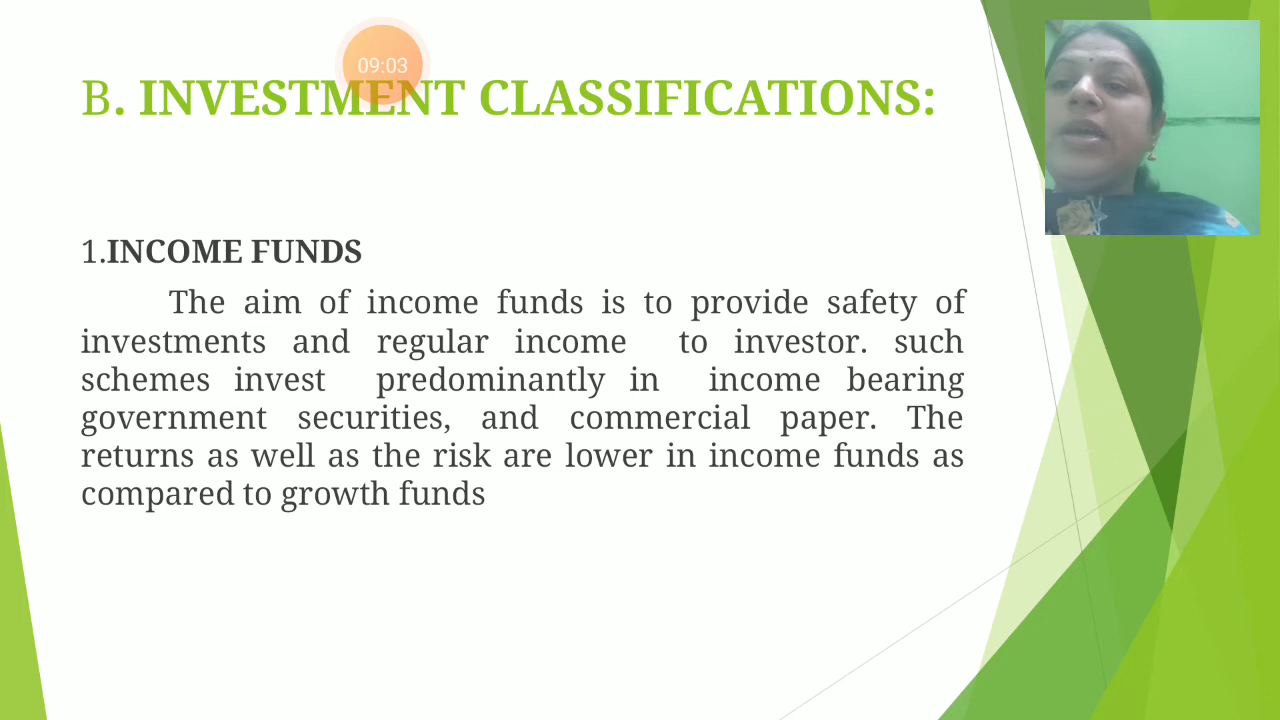 09:03
B. INVESTMENT CLASSIFICATIONS:
1.INCOME FUNDS
The aim of income funds is to provide safety of
investments and regular income to investor. such
schemes invest predominantly in income bearing
government securities, and commercial paper. The
returns as well as the risk are lower in income funds as
compared to growth funds